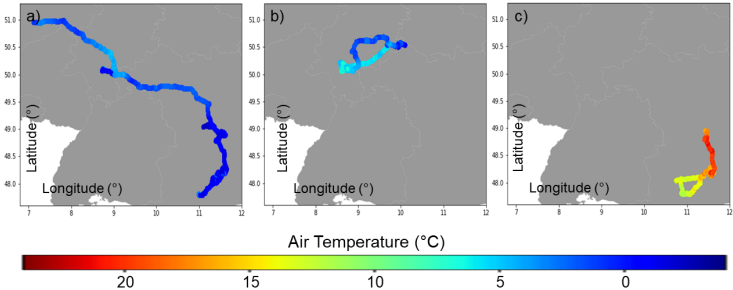 a) b) c)
51.0 51.0 51.0
50.5 50.5 50.5
50.0 50.0 50.0
49.5 49.5 49.5
49.0 49.0 49.0
48.5 48.5 48.5
48.0 48.0 48.0
Latitude (°) Latitude (°) Latitude (°)
Longitude (°) Longitude (°) Longitude (°)
7 8 9 10 11 12 7 8 9 10 11 12 7 8 9 10 11 12
Air Temperature (°C)
20 15 10 5 0